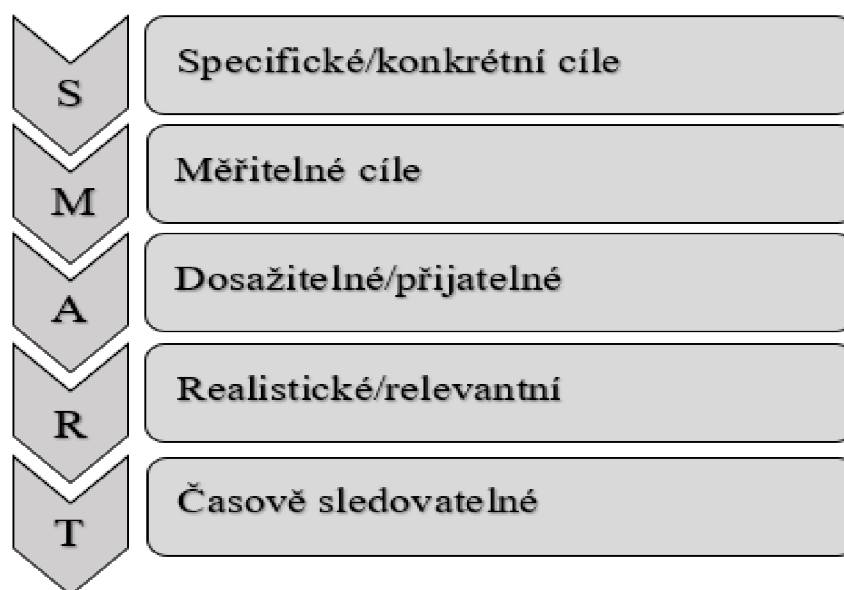 S
Specifické/konkrétní cíle
M
Měřitelné cíle
A
Dosažitelné/přijatelné
R
Realistické/relevantní
T
Časově sledovatelné